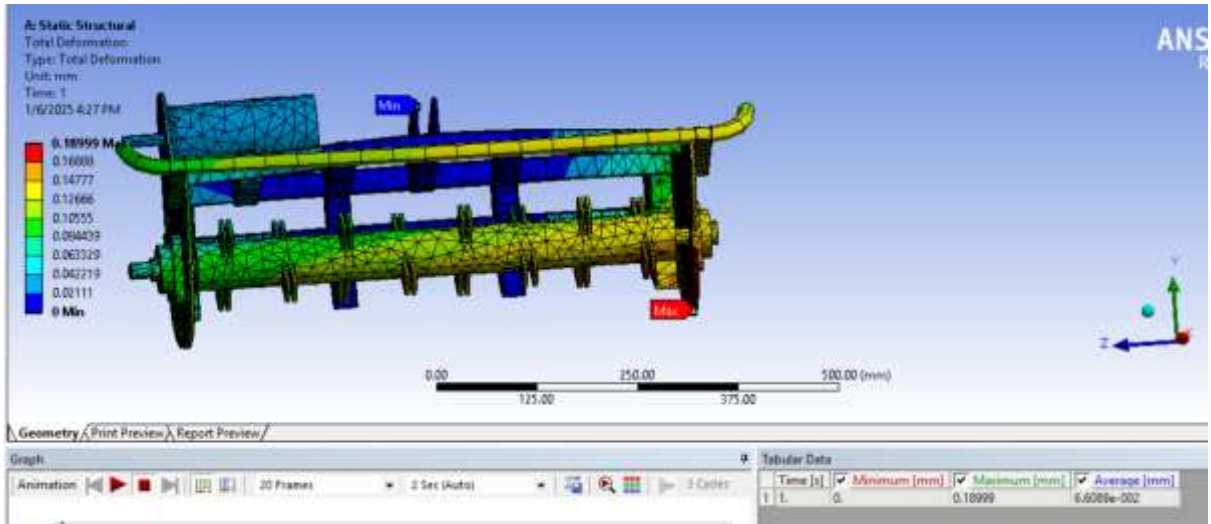 A: Static Structural
Total Deformation
Type: Total Deformation
Unit: mm
Time: 1
1/6/2025 4:27 PM
ANS
R
Min
0.18999 Max
0.16888
0.14777
0.12666
0.10555
0.084439
0.063329
0.042219
0.02111
0 Min
Max
Y
Z
0.00 250.00 500.00 (mm)
125.00 375.00
Geometry Print Preview Report Preview
Graph
Tabular Data
Animation 20 Frames 2 Sec (Auto) 3 Cycles
Time [s] Minimum [mm] Maximum [mm] Average [mm]
1 1. 0. 0.18999 6.6089e-002